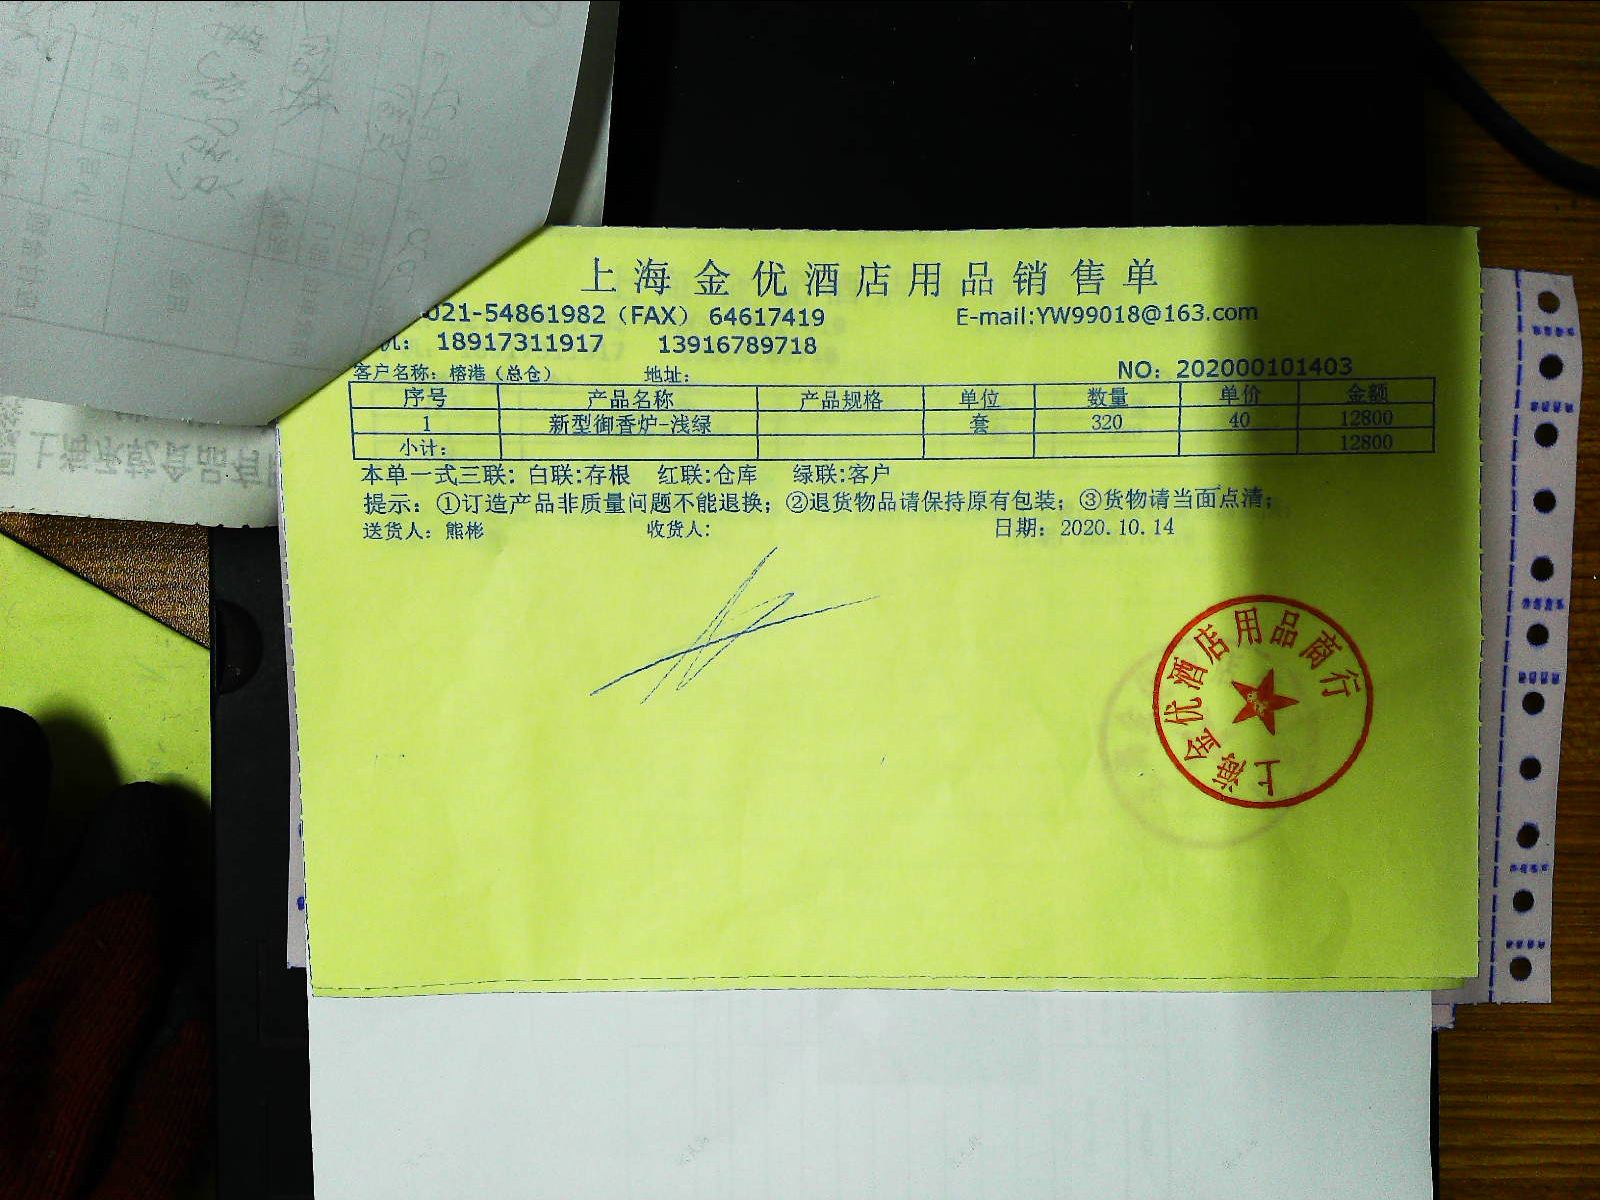 上海金优酒店用品销售单
021-54861982（FAX） 64617419 E-mail:YW99018@163.com
机： 18917311917 13916789718
客户名称：榕港（总仓） 地址： NO：202000101403
序号 产品名称 产品规格 单位 数量 单价 金额
1 新型御香炉-浅绿 套 320 40 12800
小计： 12800
本单一式三联：白联:存根 红联:仓库 绿联:客户
提示：①订造产品非质量问题不能退换；②退货物品请保持原有包装；③货物请当面点清；
送货人：熊彬 收货人： 日期：2020.10.14
上海金优酒店用品商行